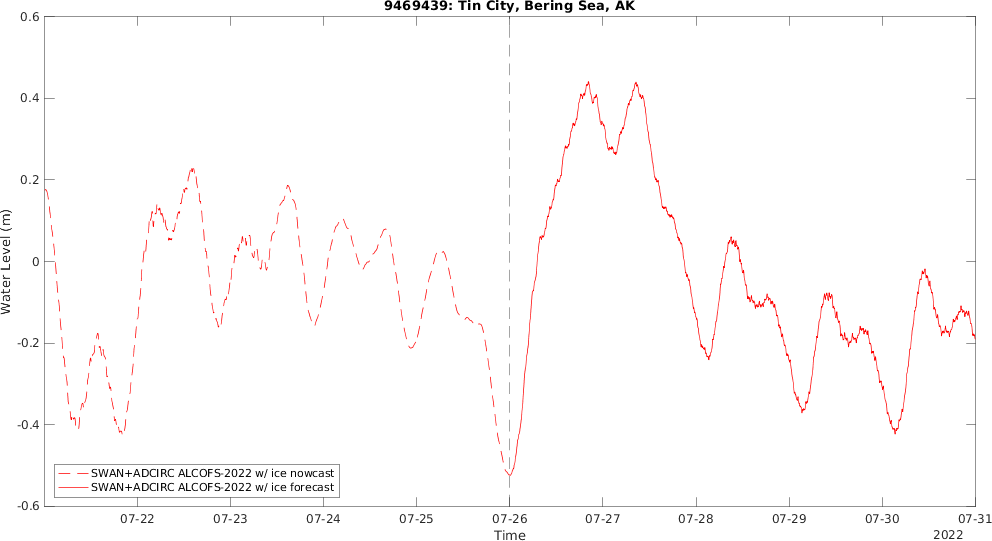 9469439: Tin City, Bering Sea, AK
0.6
0.4
0.2
0
-0.2
-0.4
-0.6
Water Level (m)
SWAN+ADCIRC ALCOFS-2022 w/ ice nowcast
SWAN+ADCIRC ALCOFS-2022 w/ ice forecast
07-22 07-23 07-24 07-25 07-26 07-27 07-28 07-29 07-30 07-31
Time
2022